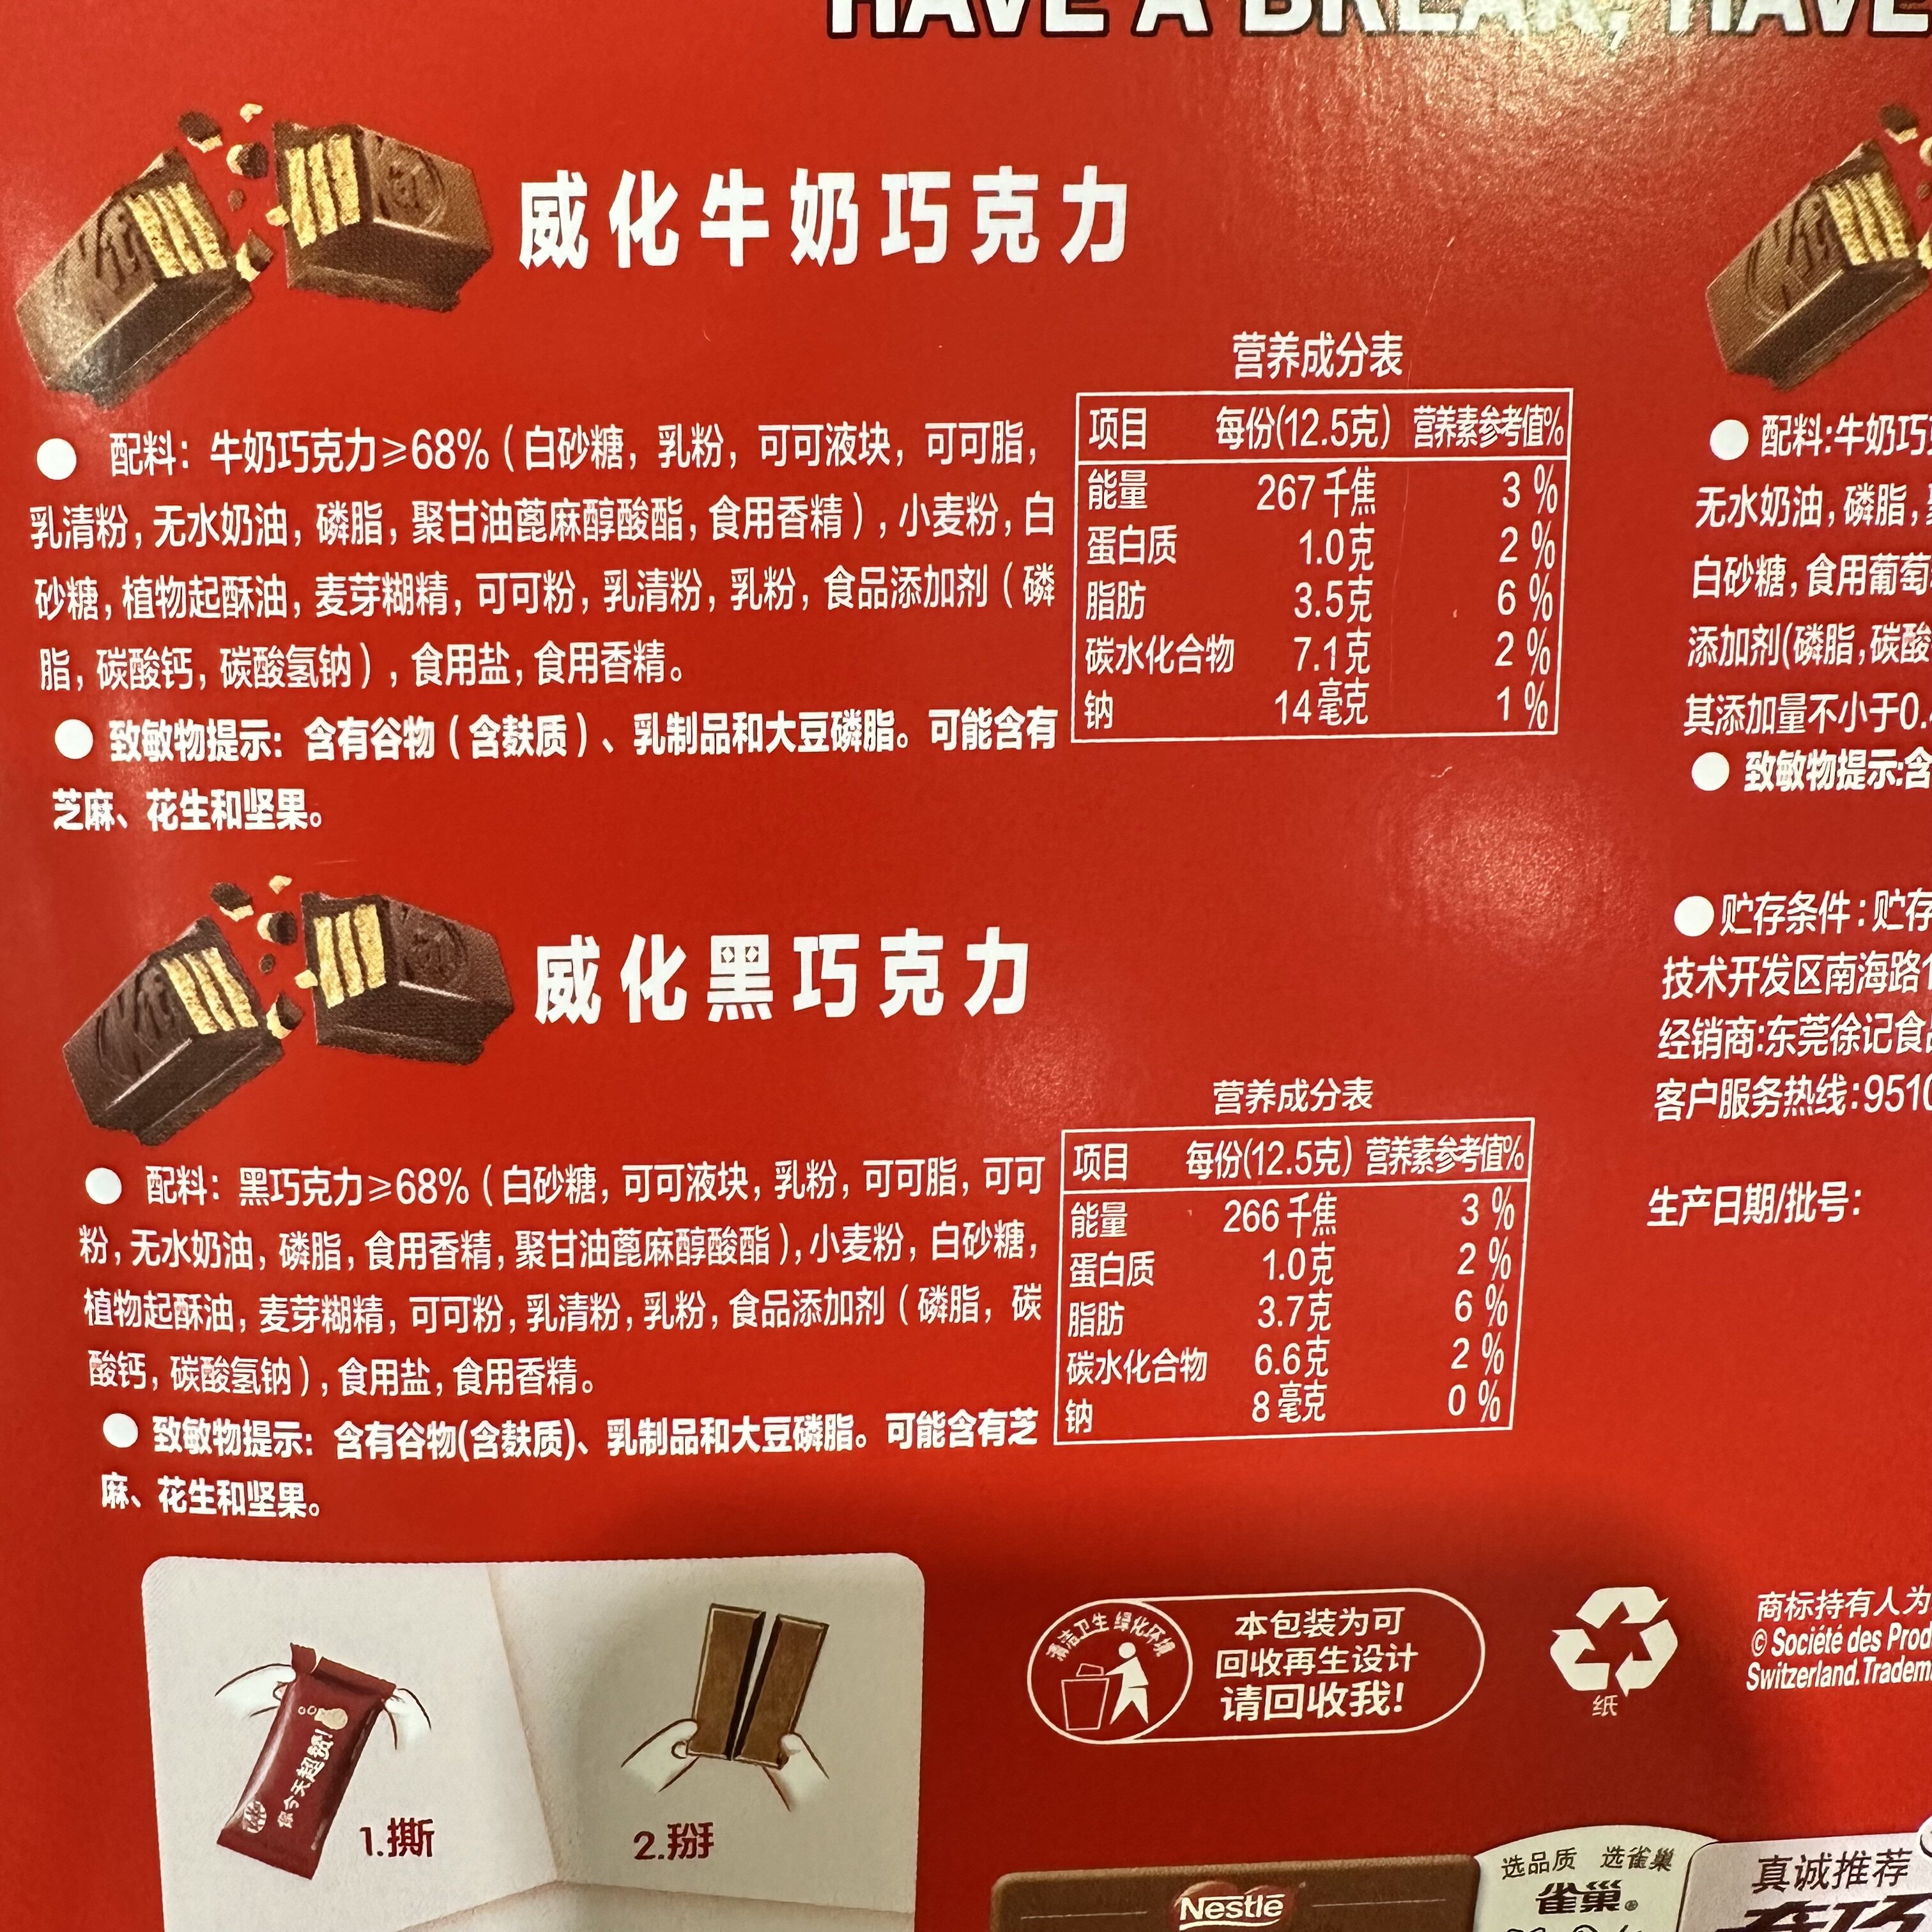 HAVE A BREAK, HAVE
威化牛奶巧克力
营养成分表
项目 每份(12.5克) 营养素参考值%
能量 267千焦 3 %
蛋白质 1.0克 2 %
脂肪 3.5克 6 %
碳水化合物 7.1克 2 %
钠 14毫克 1 %
● 配料：牛奶巧克力≥68%（白砂糖，乳粉，可可液块，可可脂，
乳清粉，无水奶油，磷脂，聚甘油蓖麻醇酸酯，食用香精），小麦粉，白
砂糖，植物起酥油，麦芽糊精，可可粉，乳清粉，乳粉，食品添加剂（磷
脂，碳酸钙，碳酸氢钠），食用盐，食用香精。
● 致敏物提示：含有谷物（含麸质）、乳制品和大豆磷脂。可能含有
芝麻、花生和坚果。
威化黑巧克力
营养成分表
项目 每份(12.5克) 营养素参考值%
能量 266千焦 3 %
蛋白质 1.0克 2 %
脂肪 3.7克 6 %
碳水化合物 6.6克 2 %
钠 8毫克 0 %
● 配料：黑巧克力≥68%（白砂糖，可可液块，乳粉，可可脂，可可
粉，无水奶油，磷脂，食用香精，聚甘油蓖麻醇酸酯），小麦粉，白砂糖，
植物起酥油，麦芽糊精，可可粉，乳清粉，乳粉，食品添加剂（磷脂，碳
酸钙，碳酸氢钠），食用盐，食用香精。
● 致敏物提示：含有谷物(含麸质)、乳制品和大豆磷脂。可能含有芝
麻、花生和坚果。
● 配料:牛奶巧
无水奶油，磷脂，
白砂糖，食用葡萄
添加剂(磷脂，碳酸
其添加量不小于0.
● 致敏物提示:含
● 贮存条件：贮存
技术开发区南海路1
经销商:东莞徐记食
客户服务热线:9510
生产日期/批号：
你今天超赞!
1.撕
2.掰
清洁卫生 绿化环境
本包装为可
回收再生设计
请回收我!
纸
商标持有人为
© Société des Prod
Switzerland.Tradem
Nestlé
选品质 选雀巢
雀巢®
真诚推荐